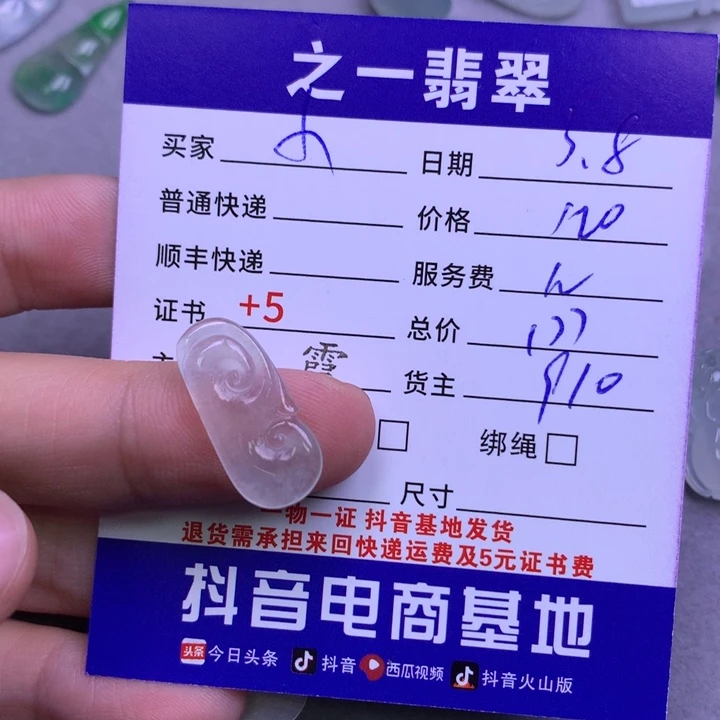 之一翡翠
买家 日期 5.8
普通快递 价格 120
顺丰快递 服务费
证书 +5 总价
主 霞 货主 910
绑绳
尺寸
物一证 抖音基地发货
退货需承担来回快递运费及5元证书费
抖音电商基地
头条 今日头条 抖音 西瓜视频 抖音火山版